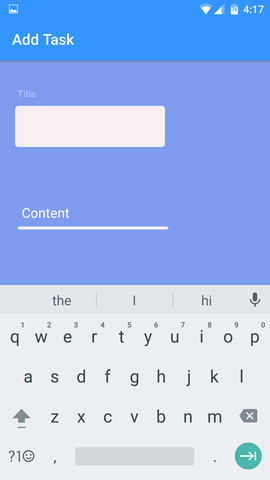 4:17
Add Task
Title
Content
the I hi
1 2 3 4 5 6 7 8 9 0
q w e r t y u i o p
a s d f g h j k l
z x c v b n m
?1☺ , .